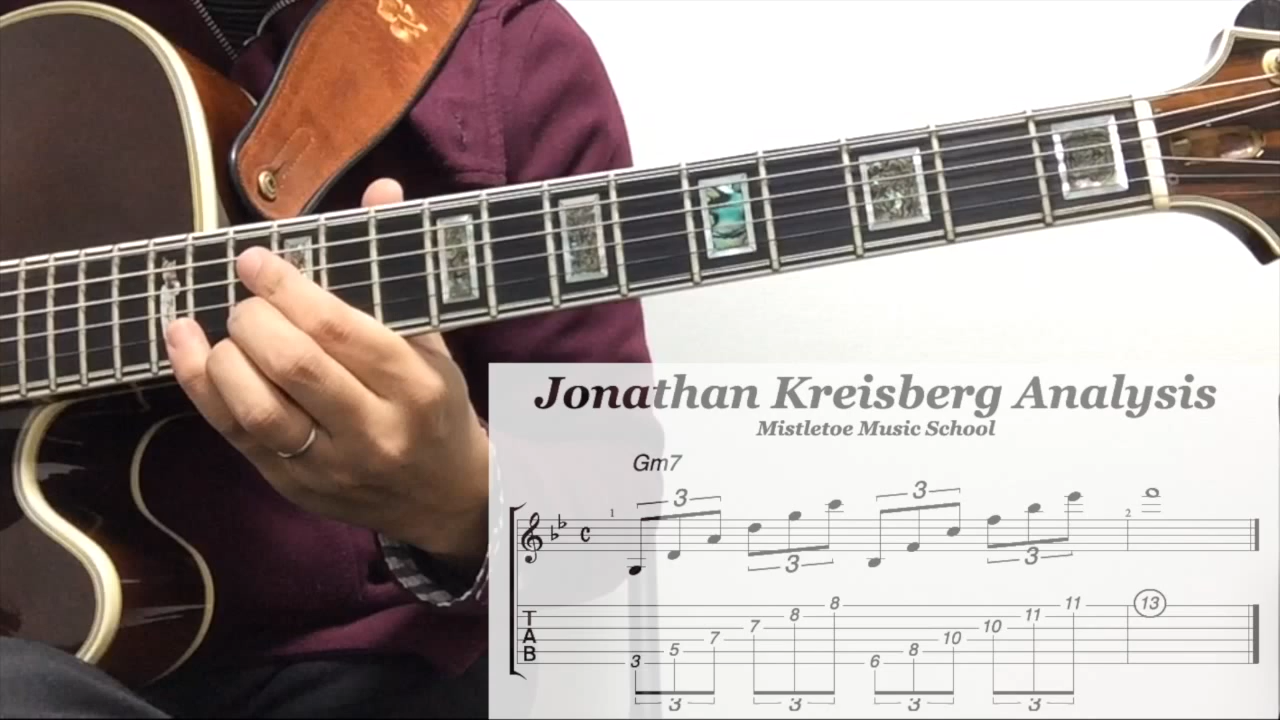 Jonathan Kreisberg Analysis
Mistletoe Music School
Gm7
3 3
1 2
3 3
8 11 13
8 11
7 10
7 10
5 8
3 6
T
A
B
3 3 3 3